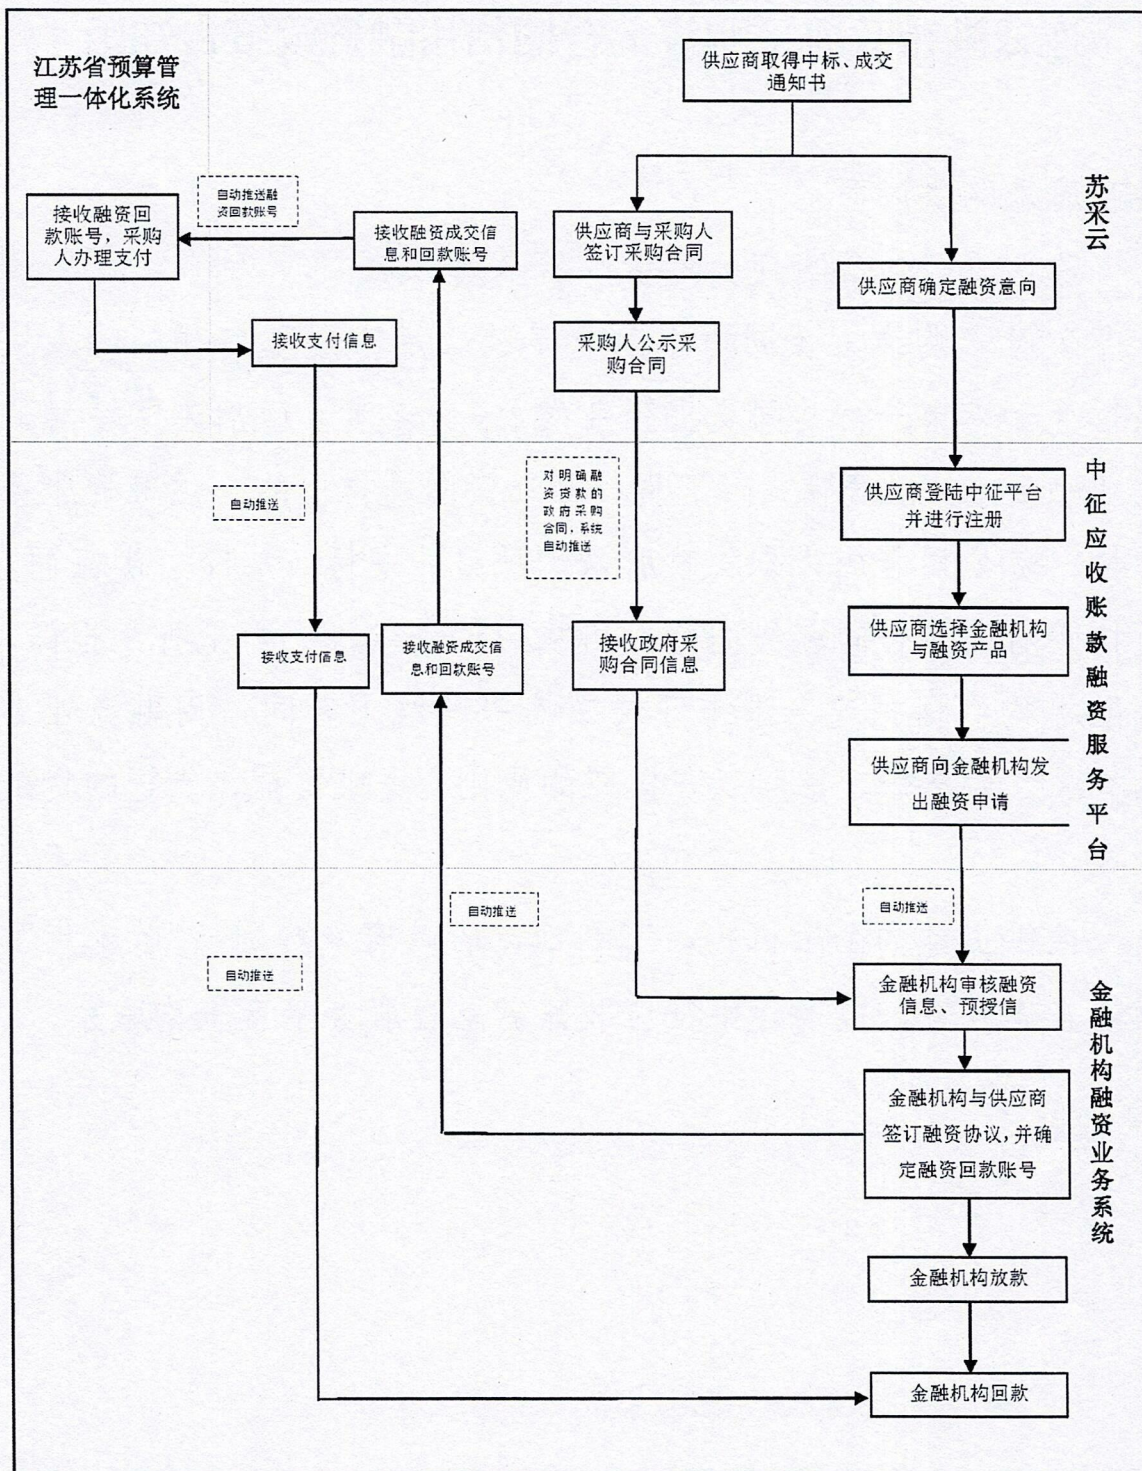 江苏省预算管
理一体化系统
供应商取得中标、成交
通知书
苏采云
自动推送融
资回款账号
接收融资回
款账号，采购
人办理支付
接收融资成交信
息和回款账号
供应商与采购人
签订采购合同
供应商确定融资意向
接收支付信息
采购人公示采
购合同
中征应收账款融资服务平台
自动推送
对明确融
资贷款的
政府采购
合同，系统
自动推送
供应商登陆中征平台
并进行注册
接收支付信息
接收融资成交信
息和回款账号
接收政府采
购合同信息
供应商选择金融机构
与融资产品
供应商向金融机构发
出融资申请
自动推送
自动推送
自动推送
金融机构审核融资
信息、预授信
金融机构融资业务系统
金融机构与供应商
签订融资协议，并确
定融资回款账号
金融机构放款
金融机构回款